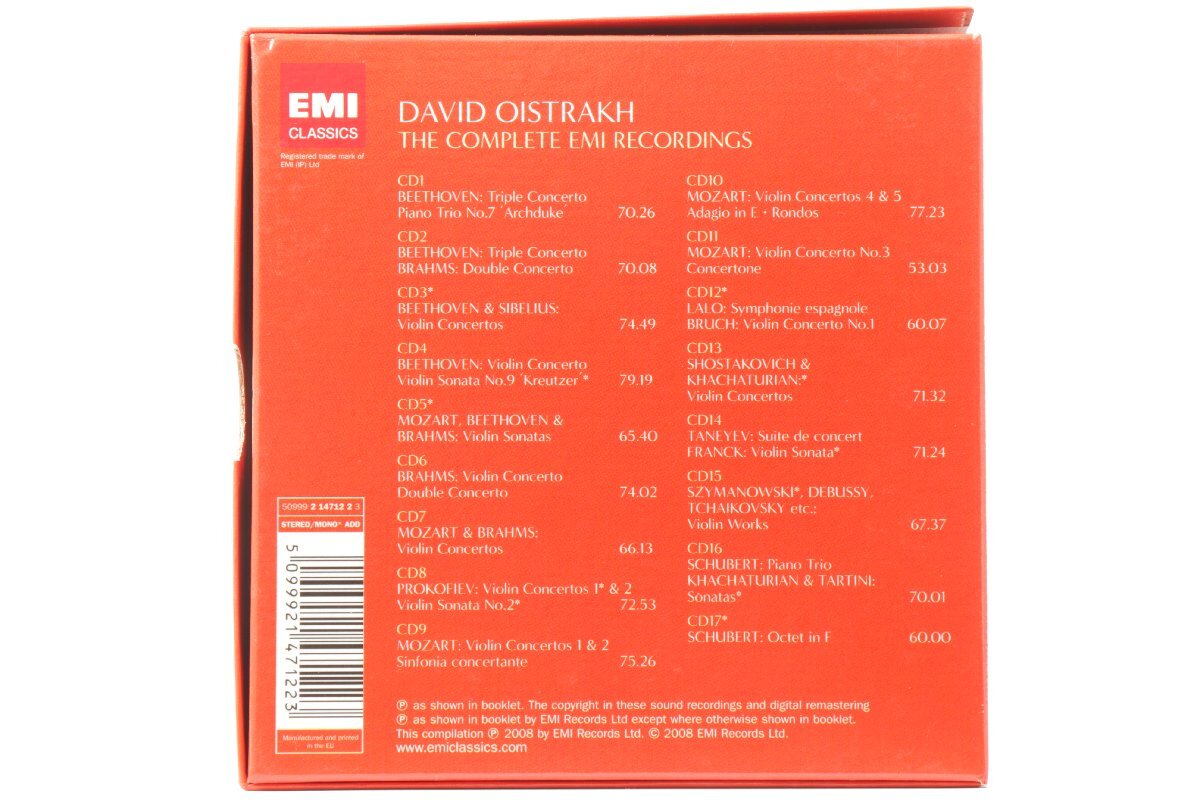 EMI
CLASSICS
Registered trade mark of
EMI (IP) Ltd
DAVID OISTRAKH
THE COMPLETE EMI RECORDINGS
CD1
BEETHOVEN: Triple Concerto
Piano Trio No.7 'Archduke' 70.26
CD2
BEETHOVEN: Triple Concerto
BRAHMS: Double Concerto 70.08
CD3*
BEETHOVEN & SIBELIUS:
Violin Concertos 74.49
CD4
BEETHOVEN: Violin Concerto
Violin Sonata No.9 'Kreutzer'* 79.19
CD5*
MOZART, BEETHOVEN &
BRAHMS: Violin Sonatas 65.40
CD6
BRAHMS: Violin Concerto
Double Concerto 74.02
CD7
MOZART & BRAHMS:
Violin Concertos 66.13
CD8
PROKOFIEV: Violin Concertos 1* & 2
Violin Sonata No.2* 72.53
CD9
MOZART: Violin Concertos 1 & 2
Sinfonia concertante 75.26
CD10
MOZART: Violin Concertos 4 & 5
Adagio in E · Rondos 77.23
CD11
MOZART: Violin Concerto No.3
Concertone 53.03
CD12*
LALO: Symphonie espagnole
BRUCH: Violin Concerto No.1 60.07
CD13
SHOSTAKOVICH &
KHACHATURIAN:*
Violin Concertos 71.32
CD14
TANEYEV: Suite de concert
FRANCK: Violin Sonata* 71.24
CD15
SZYMANOWSKI*, DEBUSSY,
TCHAIKOVSKY etc.:
Violin Works 67.37
CD16
SCHUBERT: Piano Trio
KHACHATURIAN & TARTINI:
Sonatas* 70.01
CD17*
SCHUBERT: Octet in F 60.00
50999 2 14712 2 3
STEREO/MONO* ADD
5 099921 471223
Manufactured and printed
in the EU
℗ as shown in booklet. The copyright in these sound recordings and digital remastering
℗ as shown in booklet by EMI Records Ltd except where otherwise shown in booklet.
This compilation ℗ 2008 by EMI Records Ltd. © 2008 EMI Records Ltd.
www.emiclassics.com